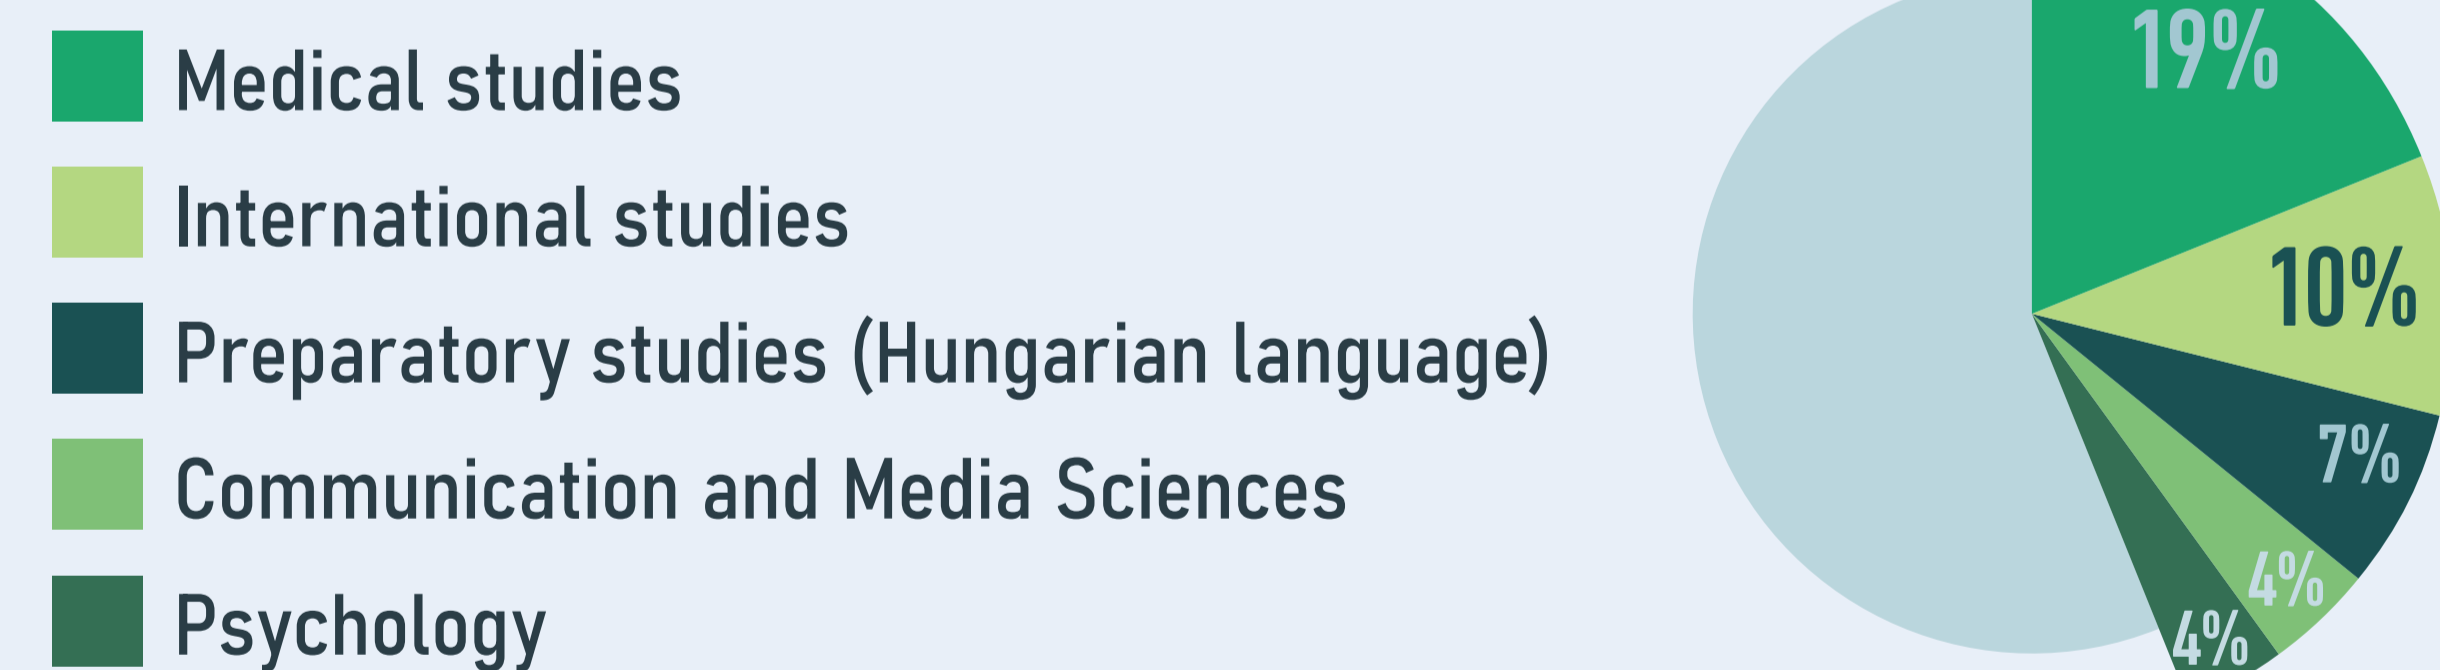 Medical studies
International studies
Preparatory studies (Hungarian language)
Communication and Media Sciences
Psychology
19%
10%
7%
4%
4%